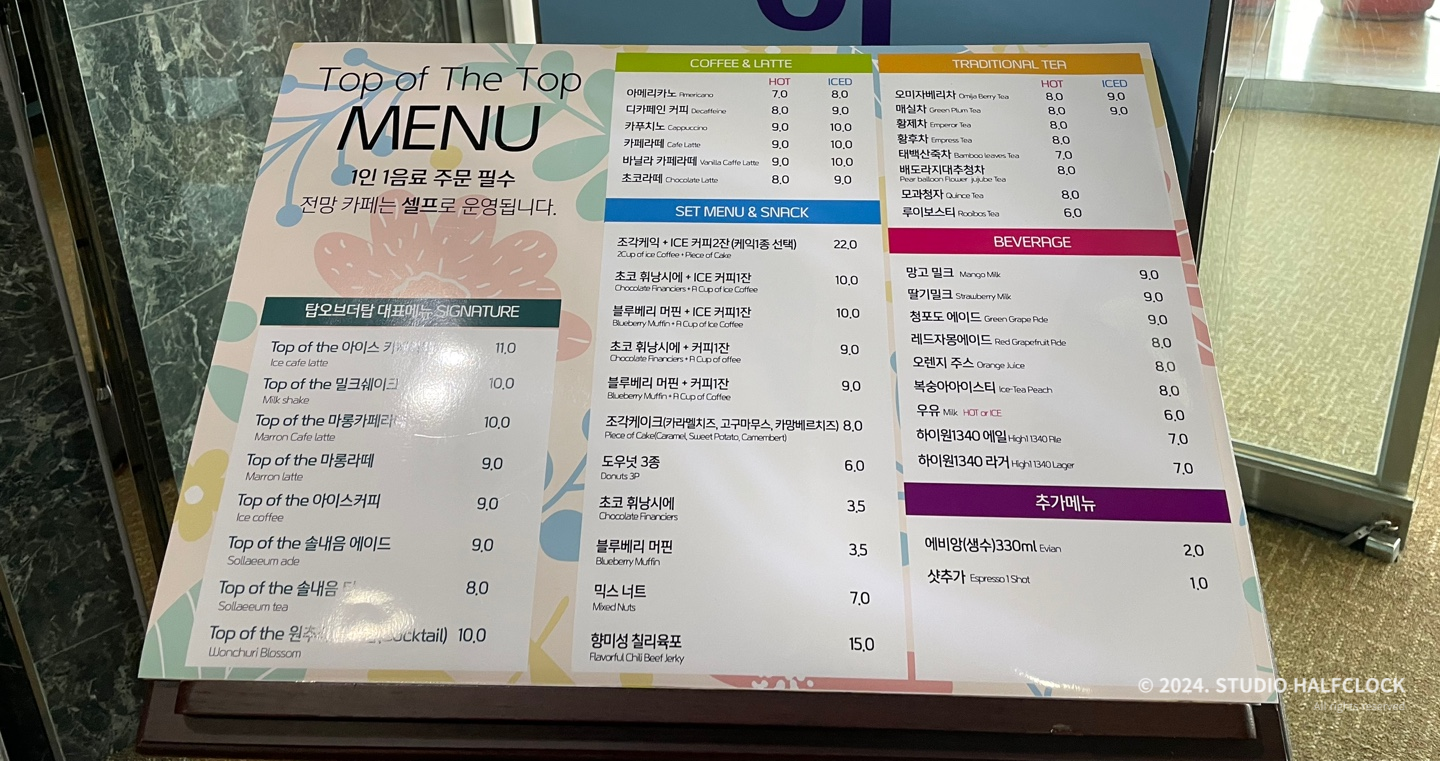 Top of The Top
MENU
1인 1음료 주문 필수
전망 카페는 셀프로 운영됩니다.
탑오브더탑 대표메뉴 SIGNATURE
Top of the 아이스 11,0
Ice cafe latte
Top of the 밀크쉐이크 10,0
Milk shake
Top of the 마롱카페라떼 10,0
Marron Cafe latte
Top of the 마롱라떼 9,0
Marron latte
Top of the 아이스커피 9,0
Ice coffee
Top of the 솔내음 에이드 9,0
Sollaeeum ade
Top of the 솔내음 8,0
Sollaeeum tea
Top of the 10,0
Wonchuri Blossom
COFFEE & LATTE
HOT ICED
아메리카노 Americano 7,0 8,0
디카페인 커피 Decaffeine 8,0 9,0
카푸치노 Cappuccino 9,0 10,0
카페라떼 Cafe Latte 9,0 10,0
바닐라 카페라떼 Vanilla Caffe Latte 9,0 10,0
초코라떼 Chocolate Latte 8,0 9,0
SET MENU & SNACK
조각케익 + ICE 커피2잔(케익1종 선택) 22,0
2Cup of ice Coffee + Piece of Cake
초코 휘낭시에 + ICE 커피1잔 10,0
Chocolate Financiers + A Cup of Ice Coffee
블루베리 머핀 + ICE 커피1잔 10,0
Blueberry Muffin + A Cup of Ice Coffee
초코 휘낭시에 + 커피1잔 9,0
Chocolate Financiers + A Cup of offee
블루베리 머핀 + 커피1잔 9,0
Blueberry Muffin + A Cup of Coffee
조각케이크(카라멜치즈, 고구마무스, 카망베르치즈) 8,0
Piece of Cake(Caramel, Sweet Potato, Camembert)
도우넛 3종 6,0
Donuts 3P
초코 휘낭시에 3,5
Chocolate Financiers
블루베리 머핀 3,5
Blueberry Muffin
믹스 너트 7,0
Mixed Nuts
향미성 칠리육포 15,0
Flavorful Chili Beef Jerky
TRADITIONAL TEA
HOT ICED
오미자베리차 Omija Berry Tea 8,0 9,0
매실차 Green Plum Tea 8,0 9,0
황제차 Emperor Tea 8,0
황후차 Empress Tea 8,0
태백산죽차 Bamboo leaves Tea 7,0
배도라지대추청차 8,0
Pear balloon Flower jujube Tea
모과청차 Quince Tea 8,0
루이보스티 Rooibos Tea 6,0
BEVERAGE
망고 밀크 Mango Milk 9,0
딸기밀크 Strawberry Milk 9,0
청포도 에이드 Green Grape Ade 9,0
레드자몽에이드 Red Grapefruit Ade 8,0
오렌지 주스 Orange Juice 8,0
복숭아아이스티 Ice-Tea Peach 8,0
우유 Milk HOT or ICE 6,0
하이원1340 에일 High1 1340 Ale 7,0
하이원1340 라거 High1 1340 Lager 7,0
추가메뉴
에비앙(생수)330ml Evian 2,0
샷추가 Espresso 1 Shot 1,0
© 2024. STUDIO HALFCLOCK
All rights reserved